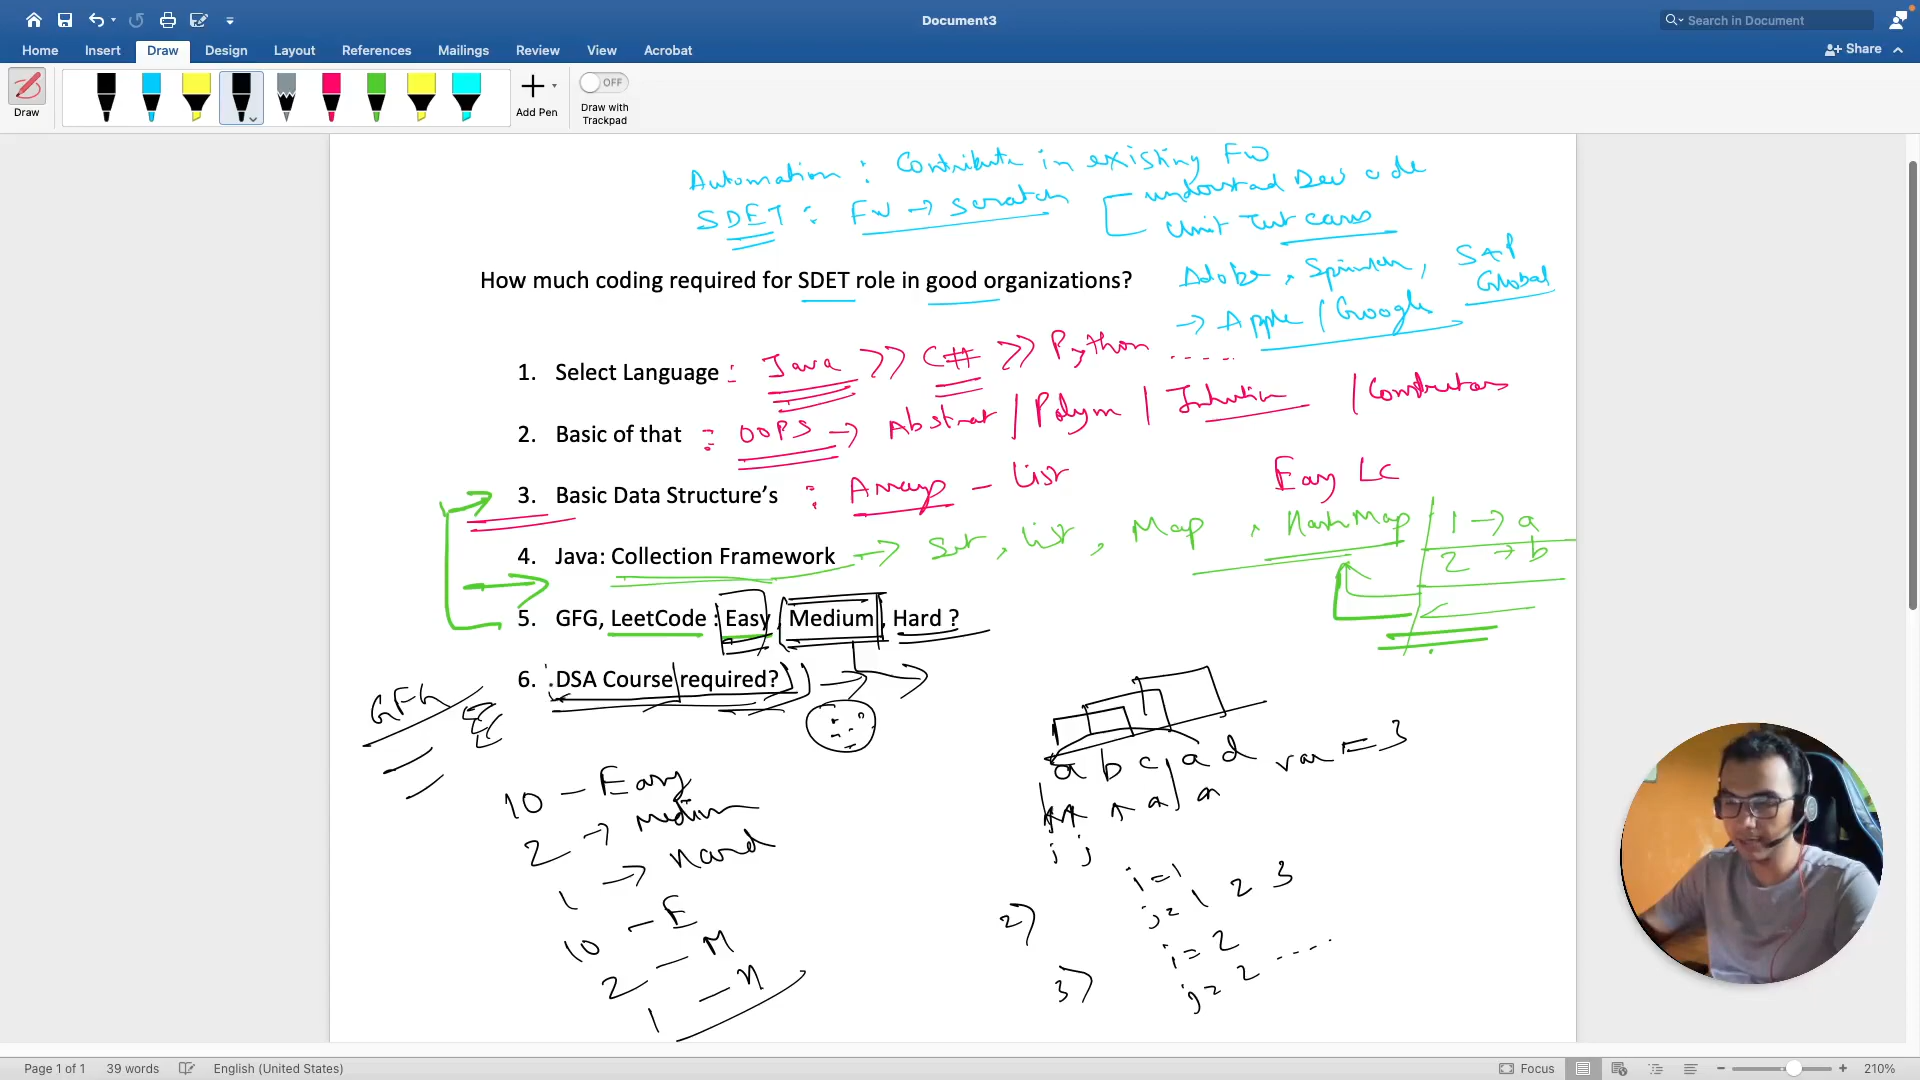 Document3
Search in Document
Home Insert Draw Design Layout References Mailings Review View Acrobat
Share
Draw
Add Pen
OFF
Draw with
Trackpad
Automation : Contribute in existing FW
SDET : FW → scratch
understad Dev code
Unit Test cases
How much coding required for SDET role in good organizations?
Adobe, , SAP
Global
→ Apple / Google
1. Select Language : Java >> C# >> Python .....
2. Basic of that : OOPS → Abstract / Polym / / Constructors
3. Basic Data Structure's : Arrays - List
Easy LC
4. Java: Collection Framework → Set, List, Map, HashMap
1 → a
2 → b
5. GFG, LeetCode : Easy, Medium, Hard ?
6. DSA Course required?
GFG
a b c a d var = 3
i j
10 - Easy
2 → Medium
1 → Hard
10 - E
2 - M
1 - H
i = 1
j = 1 2 3
2)
i = 2
j = 2 ....
3)
Page 1 of 1 39 words English (United States)
Focus
210%